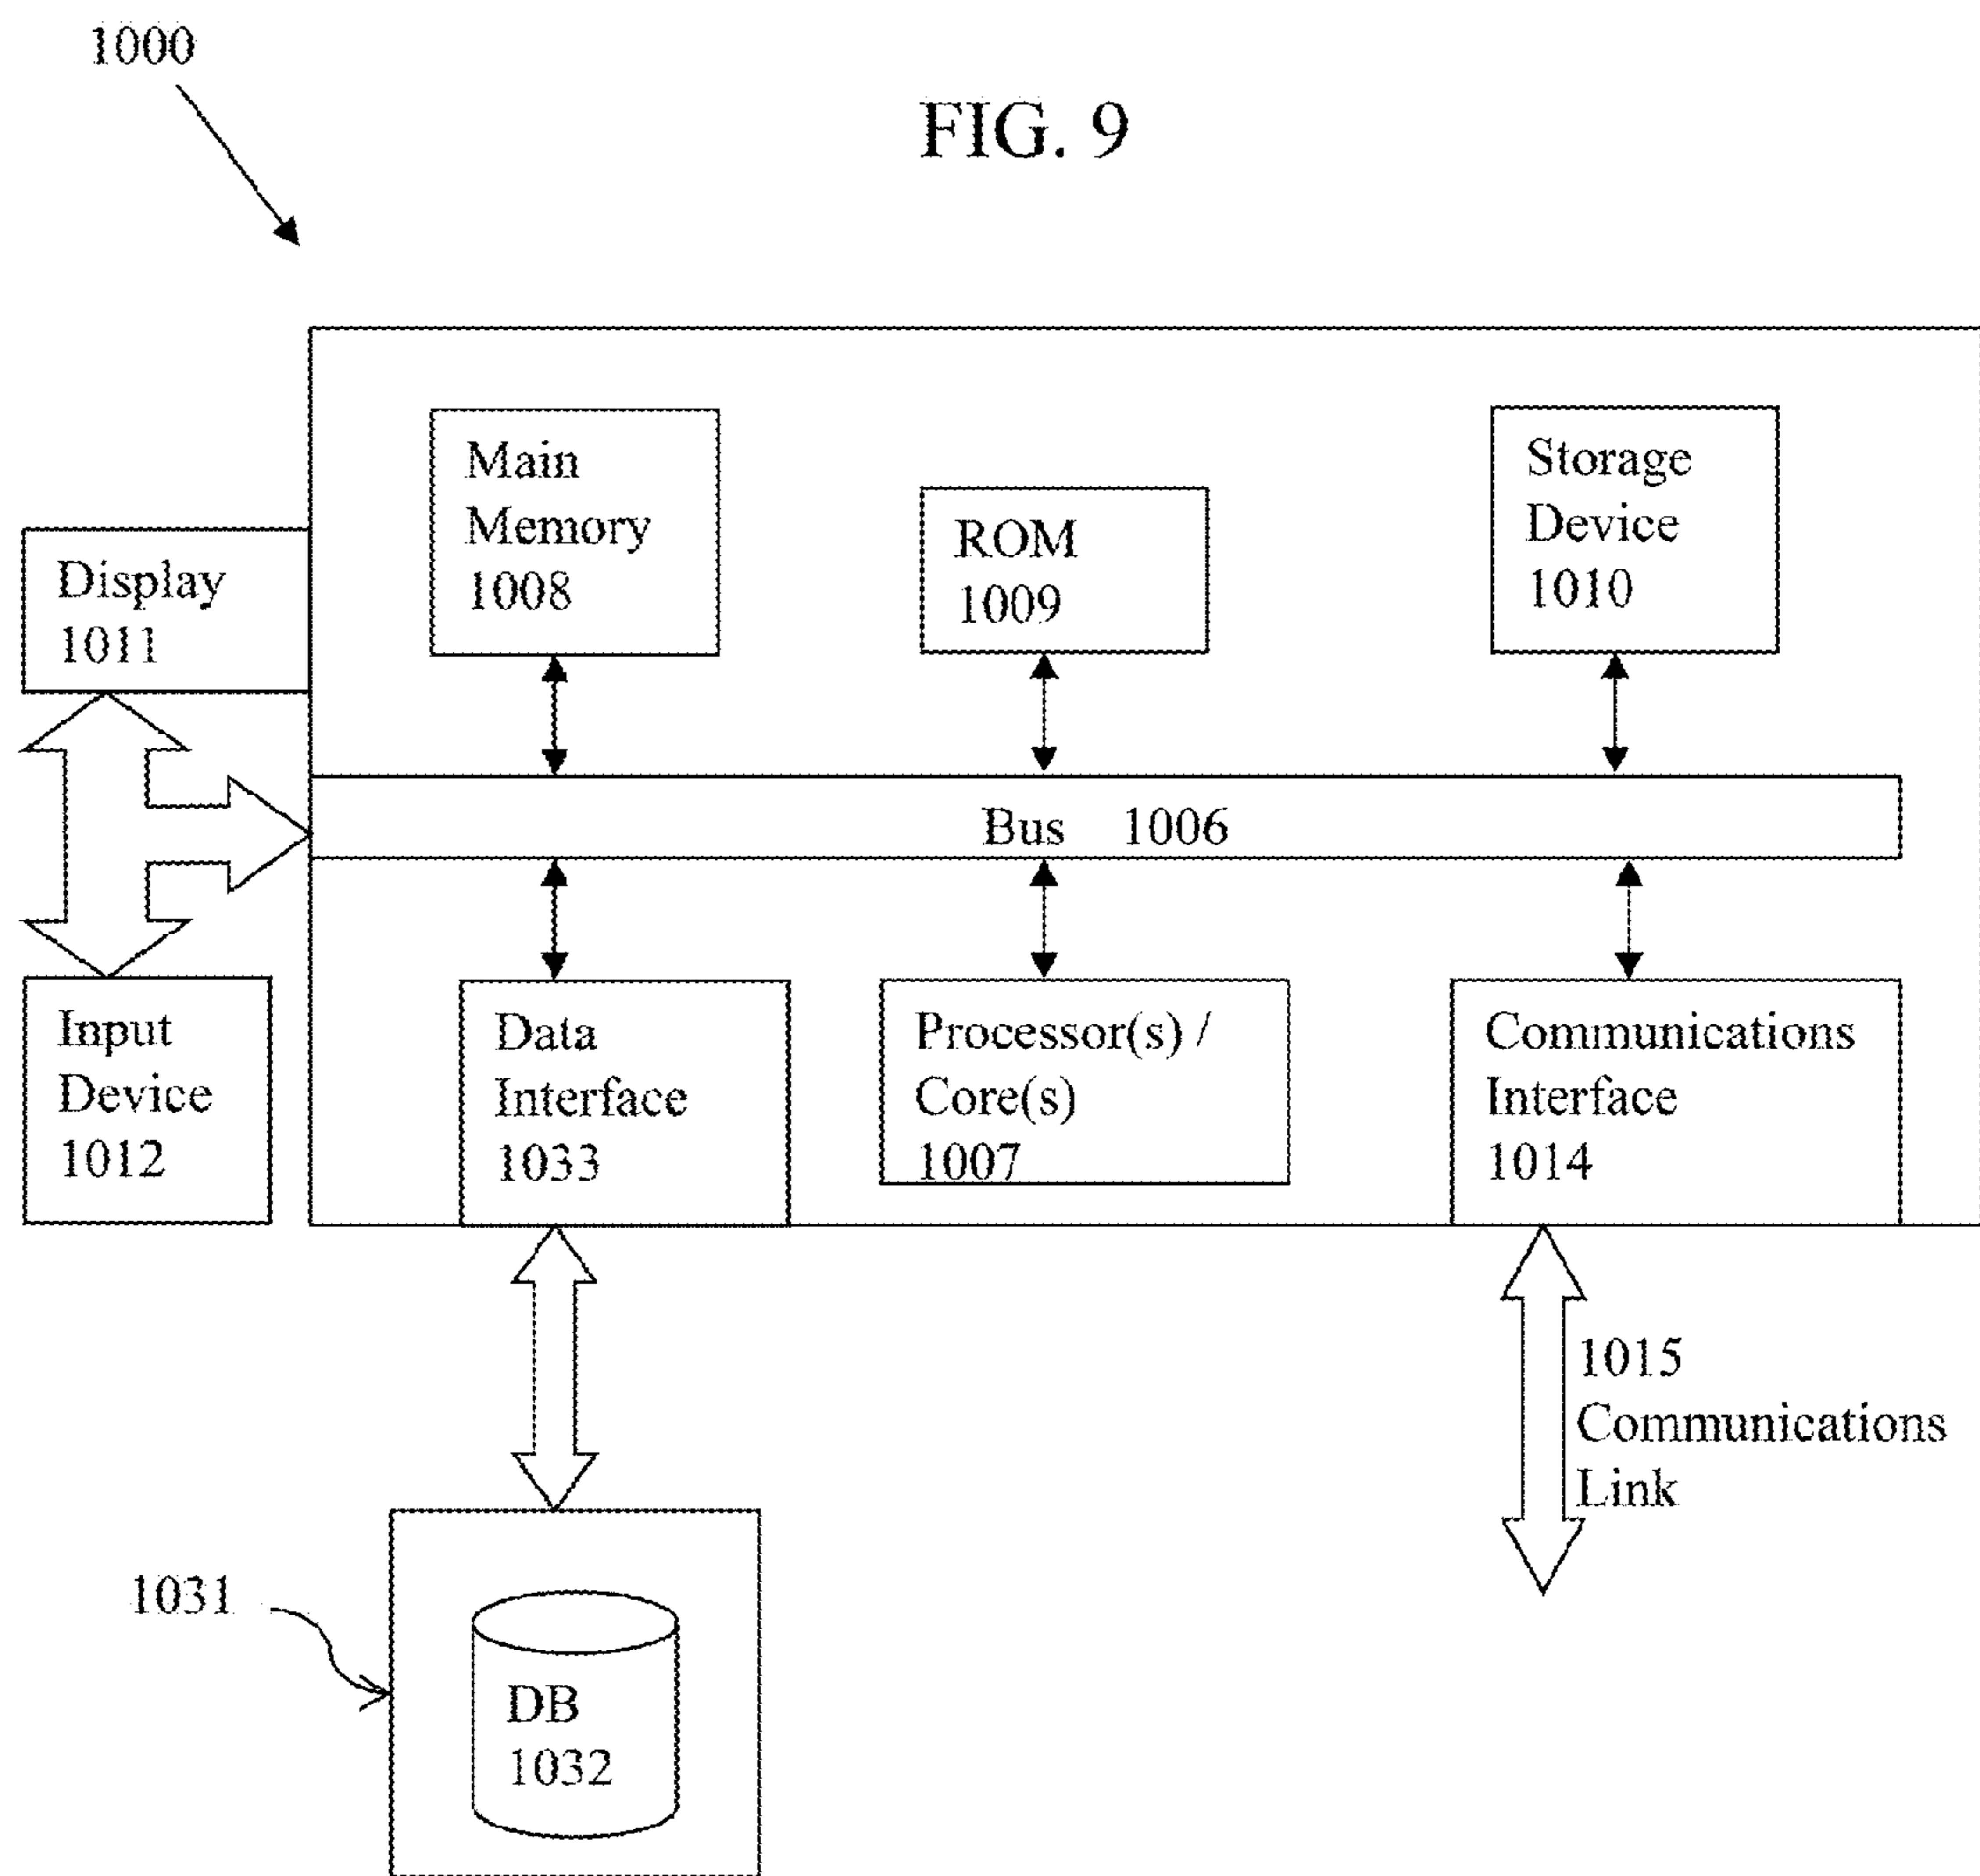 1000
FIG. 9
Main
Memory
1008
ROM
1009
Storage
Device
1010
Display
1011
Bus 1006
Input
Device
1012
Data
Interface
1033
Processor(s) /
Core(s)
1007
Communications
Interface
1014
1015
Communications
Link
1031
DB
1032